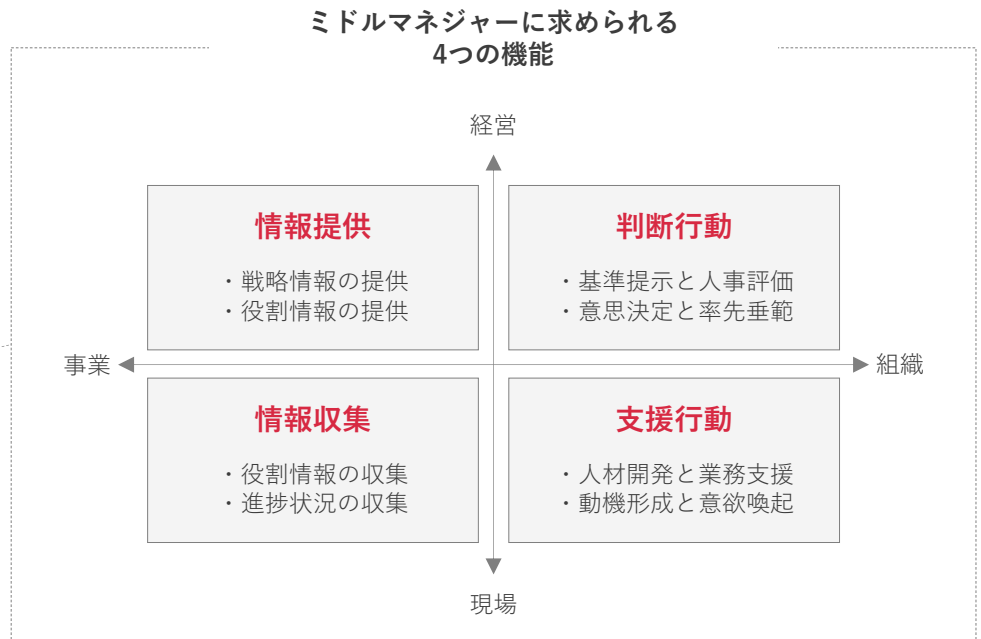 ミドルマネジャーに求められる
4つの機能
経営
情報提供
・戦略情報の提供
・役割情報の提供
判断行動
・基準提示と人事評価
・意思決定と率先垂範
事業
組織
情報収集
・役割情報の収集
・進捗状況の収集
支援行動
・人材開発と業務支援
・動機形成と意欲喚起
現場